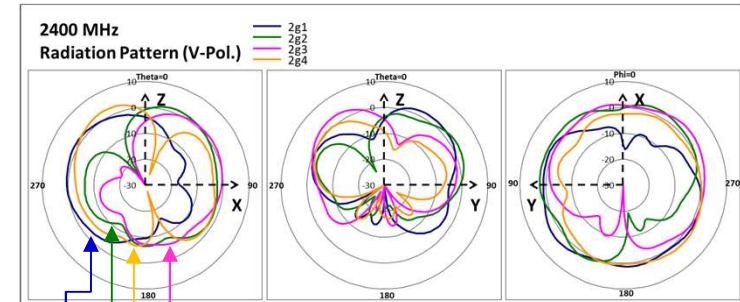 2400 MHz
Radiation Pattern (V-Pol.)
2g1
2g2
2g3
2g4
Theta=0
10
Z
0
-10
-20
-30
270
90
X
180
Theta=0
10
Z
0
-10
-20
-30
270
90
Y
180
Phi=0
10
X
0
-10
-20
-30
90
270
Y
180